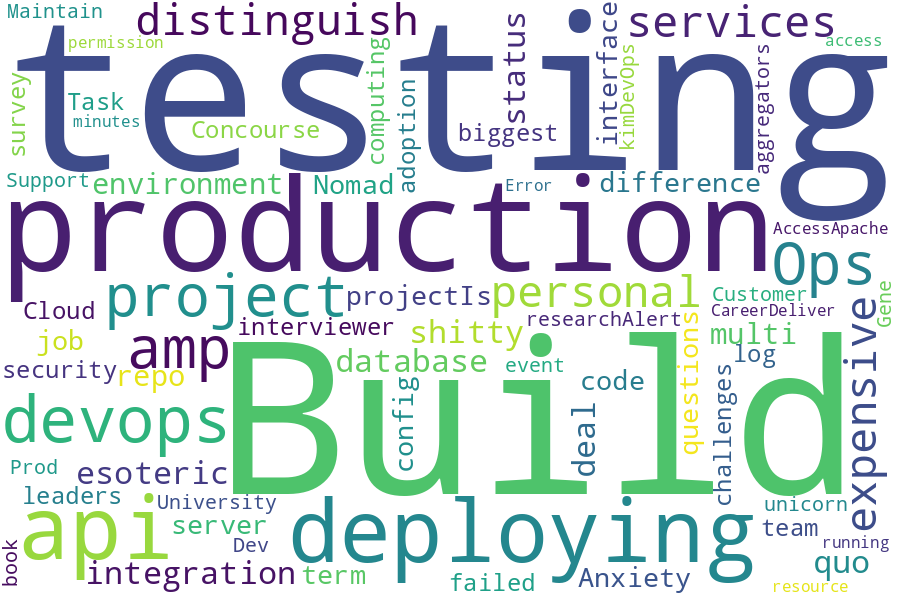 Maintain
distinguish
status
interface
services
permission
access
testing
survey
Task
minutes
Concourse
computing
adoption
biggest
kimDevOps
aggregators
Support
environment
Nomad
Error
difference
production
AccessApache
Ops
project
projectIs
personal
Customer
Gene
Cloud
interviewer
researchAlert
CareerDeliver
job
amp
shitty
questions
multi
expensive
security
repo
database
event
log
Build
config
code
deal
challenges
devops
Prod
esoteric
leaders
University
unicorn
api
server
deploying
team
Dev
running
book
integration
term
failed
Anxiety
quo
resource